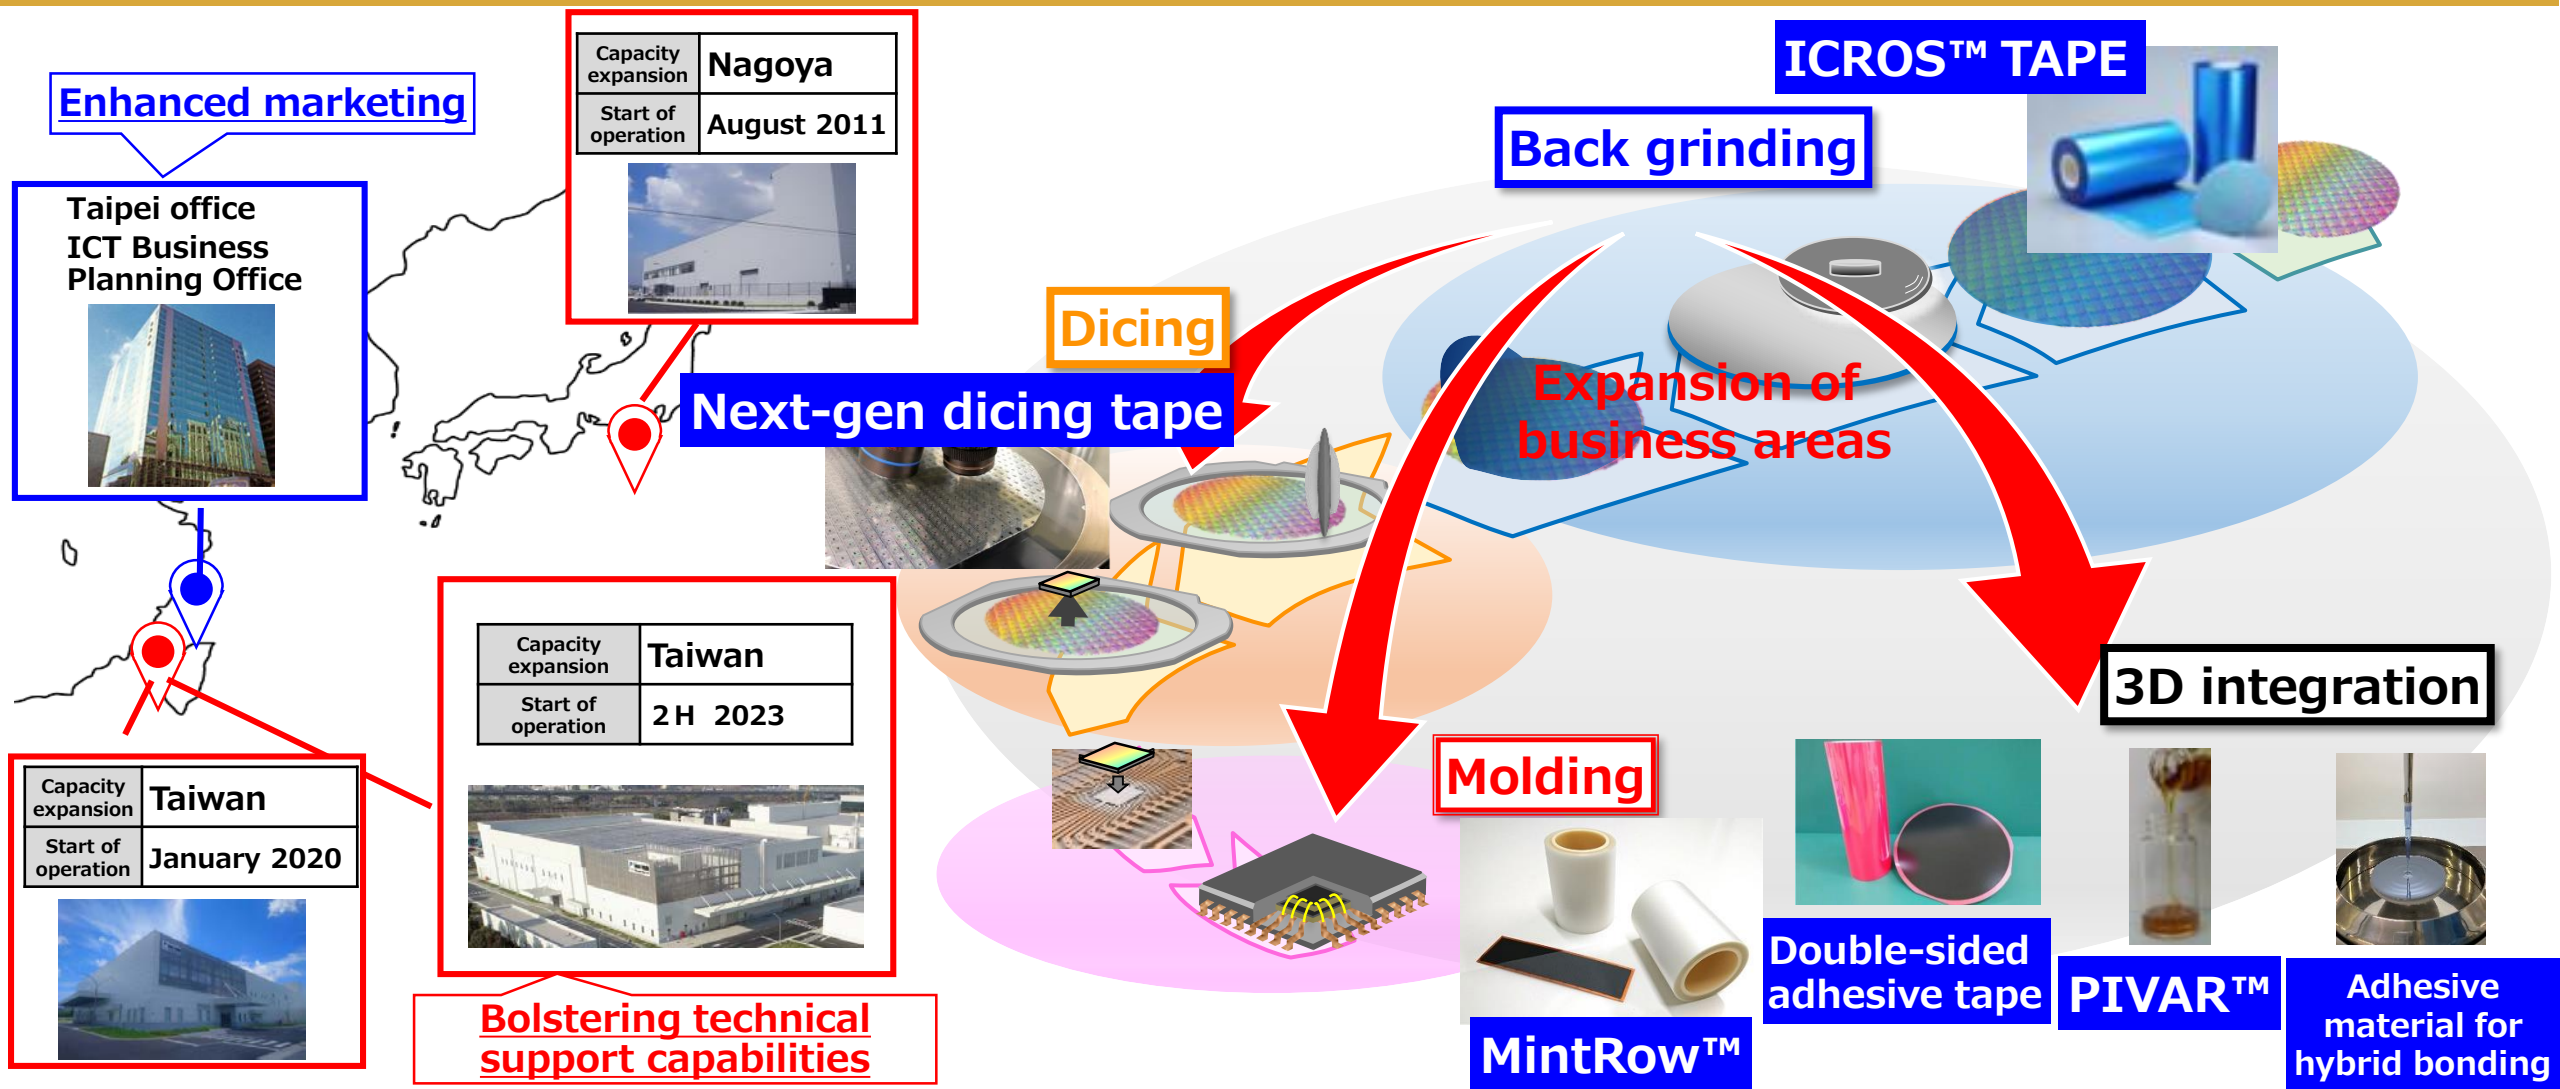 Enhanced marketing
Taipei office
ICT Business
Planning Office
Capacity
expansion
Nagoya
Start of
operation
August 2011
Capacity
expansion
Taiwan
Start of
operation
2H 2023
Capacity
expansion
Taiwan
Start of
operation
January 2020
Bolstering technical
support capabilities
ICROS™ TAPE
Back grinding
Dicing
Next-gen dicing tape
Expansion of
business areas
3D integration
Molding
MintRow™
Double-sided
adhesive tape
PIVAR™
Adhesive
material for
hybrid bonding